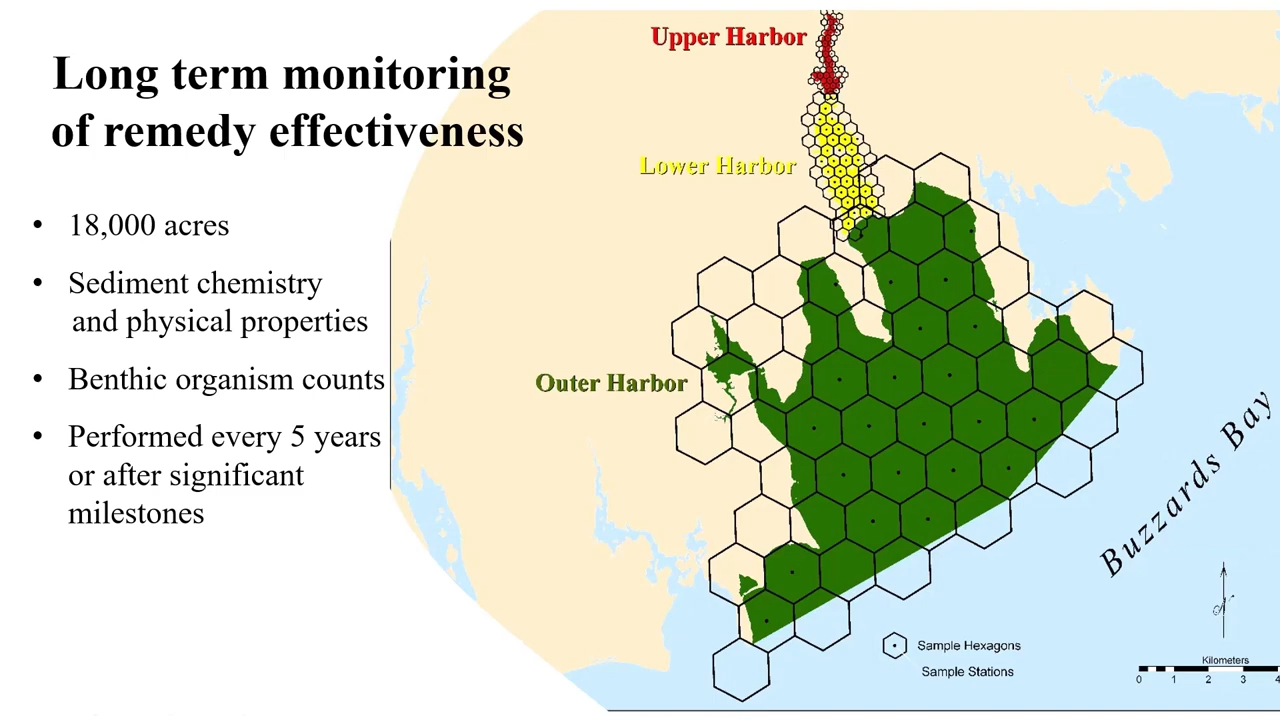 Long term monitoring
of remedy effectiveness
• 18,000 acres
• Sediment chemistry
and physical properties
• Benthic organism counts
• Performed every 5 years
or after significant
milestones
Upper Harbor
Lower Harbor
Outer Harbor
Buzzards Bay
N
Sample Hexagons
Sample Stations
Kilometers
0 1 2 3 4